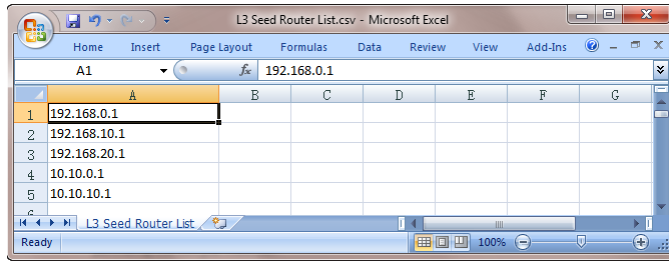 L3 Seed Router List.csv - Microsoft Excel
Home Insert Page Layout Formulas Data Review View Add-Ins
A1 fx 192.168.0.1
A B C D E F G
1 192.168.0.1
2 192.168.10.1
3 192.168.20.1
4 10.10.0.1
5 10.10.10.1
L3 Seed Router List
Ready 100%